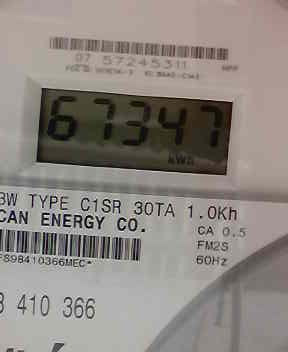 07 57245311
67347
kWh
3W TYPE C1SR 30TA 1.0Kh
CAN ENERGY CO.
CA 0.5
FM2S
60Hz
FS98410366MEC*
8 410 366